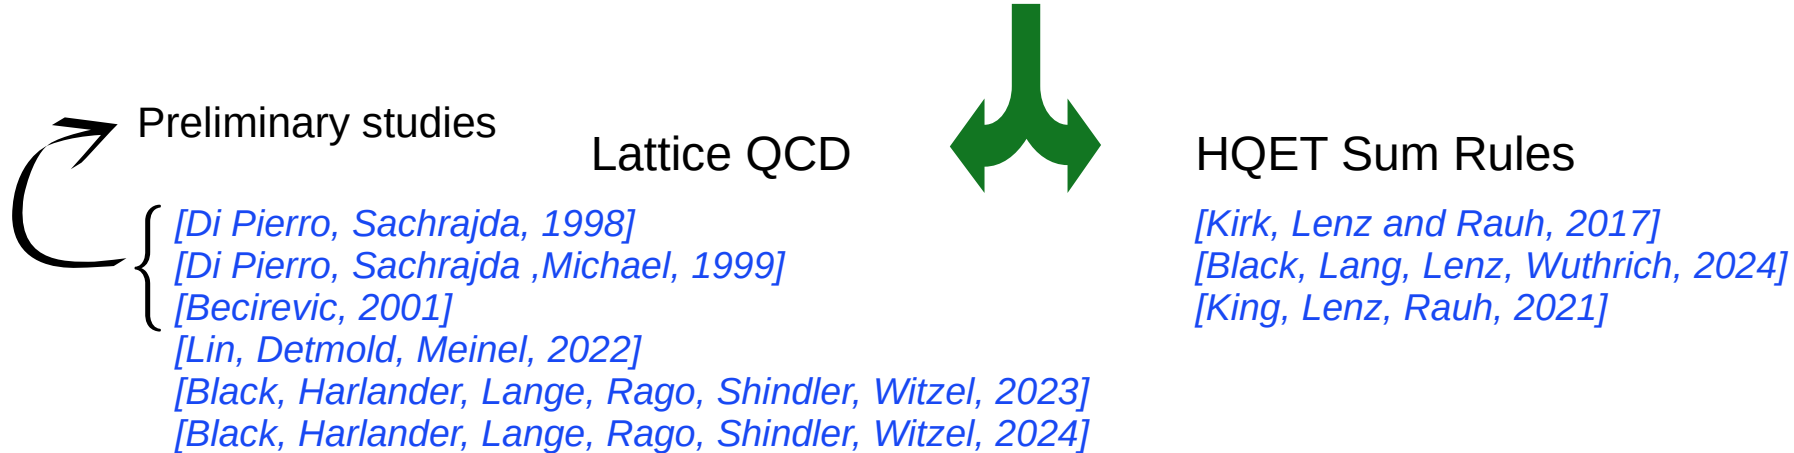 Preliminary studies
Lattice QCD
[Di Pierro, Sachrajda, 1998]
[Di Pierro, Sachrajda ,Michael, 1999]
[Becirevic, 2001]
[Lin, Detmold, Meinel, 2022]
[Black, Harlander, Lange, Rago, Shindler, Witzel, 2023]
[Black, Harlander, Lange, Rago, Shindler, Witzel, 2024]
HQET Sum Rules
[Kirk, Lenz and Rauh, 2017]
[Black, Lang, Lenz, Wuthrich, 2024]
[King, Lenz, Rauh, 2021]